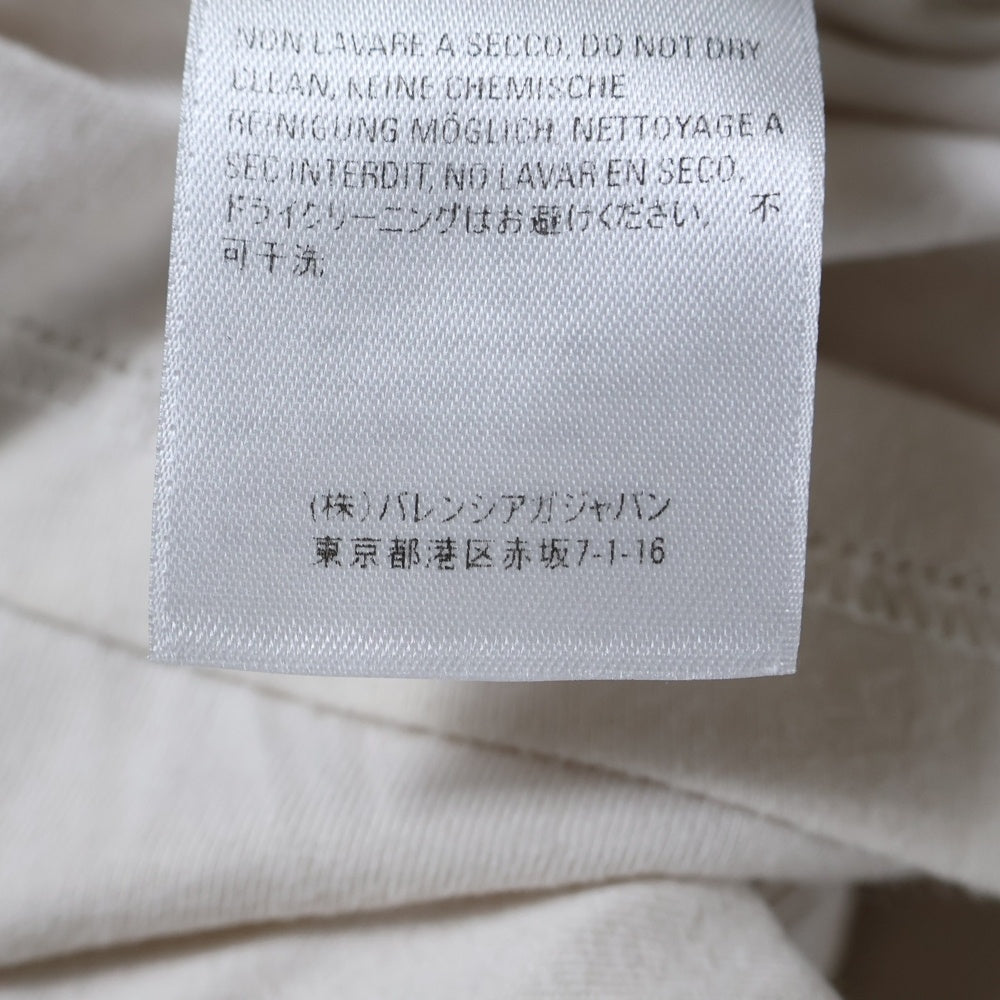 NON LAVARE A SECCO, DO NOT DRY
CLEAN, KEINE CHEMISCHE
REINIGUNG MÖGLICH, NETTOYAGE A
SEC INTERDIT, NO LAVAR EN SECO,
ドライクリーニングはお避けください。 不
可干洗,
(株)バレンシアガジャパン
東京都港区赤坂7-1-16